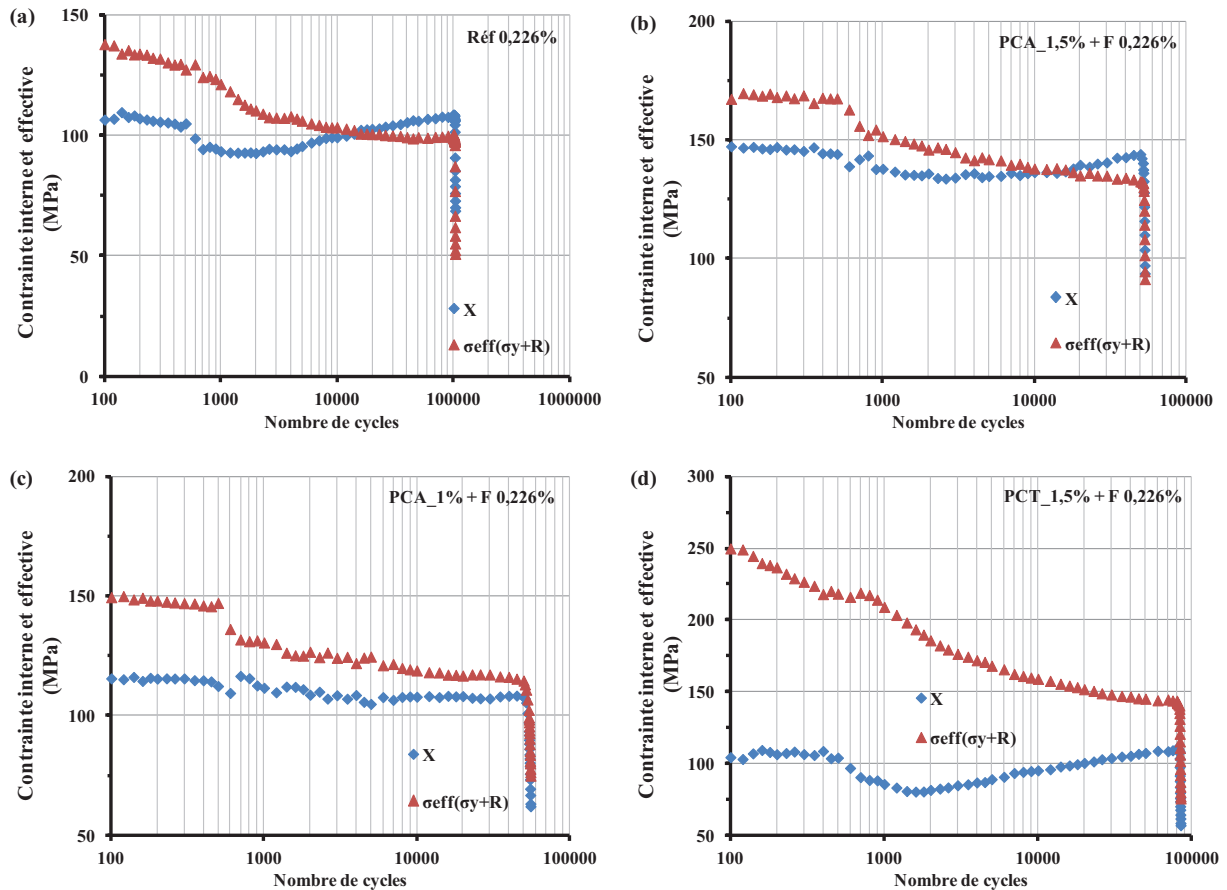 (a)
Réf 0,226%
150
100
50
0
100
1000
10000
100000
1000000
Contrainte interne et effective
(MPa)
Nombre de cycles
X
σeff(σy+R)
(b)
PCA_1,5% + F 0,226%
200
150
100
50
100
1000
10000
100000
Contrainte interne et effective
(MPa)
Nombre de cycles
X
σeff(σy+R)
(c)
PCA_1% + F 0,226%
200
150
100
50
100
1000
10000
100000
Contrainte interne et effective
(MPa)
Nombre de cycles
X
σeff(σy+R)
(d)
PCT_1,5% + F 0,226%
300
250
200
150
100
50
100
1000
10000
100000
Contrainte interne et effective
(MPa)
Nombre de cycles
X
σeff(σy+R)